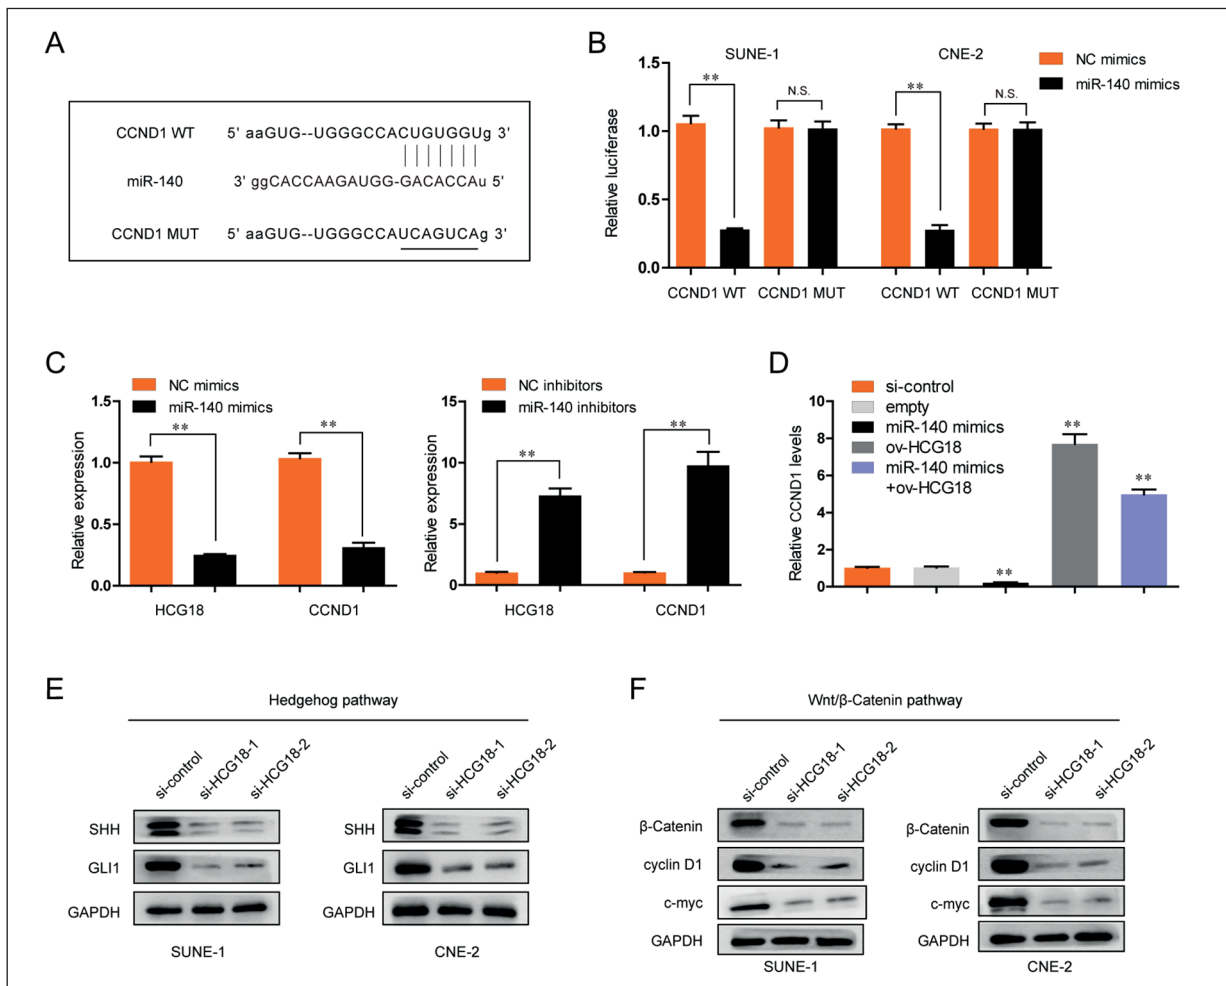 A
CCND1 WT 5' aaGUG--UGGGCCACUGUGGUg 3'
miR-140 3' ggCACCAAGAUGG-GACACCAu 5'
CCND1 MUT 5' aaGUG--UGGGCCAUCAGUCAg 3'
B
SUNE-1 CNE-2
NC mimics
miR-140 mimics
Relative luciferase
1.5
1.0
0.5
0.0
** N.S. ** N.S.
CCND1 WT CCND1 MUT CCND1 WT CCND1 MUT
C
NC mimics
miR-140 mimics
Relative expression
1.5
1.0
0.5
0.0
** **
HCG18 CCND1
NC inhibitors
miR-140 inhibitors
Relative expression
15
10
5
0
** **
HCG18 CCND1
D
si-control
empty
miR-140 mimics
ov-HCG18
miR-140 mimics
+ov-HCG18
Relative CCND1 levels
10
8
6
4
2
0
** ** **
E
Hedgehog pathway
si-control si-HCG18-1 si-HCG18-2
SHH
GLI1
GAPDH
SUNE-1
si-control si-HCG18-1 si-HCG18-2
SHH
GLI1
GAPDH
CNE-2
F
Wnt/β-Catenin pathway
si-control si-HCG18-1 si-HCG18-2
β-Catenin
cyclin D1
c-myc
GAPDH
SUNE-1
si-control si-HCG18-1 si-HCG18-2
β-Catenin
cyclin D1
c-myc
GAPDH
CNE-2